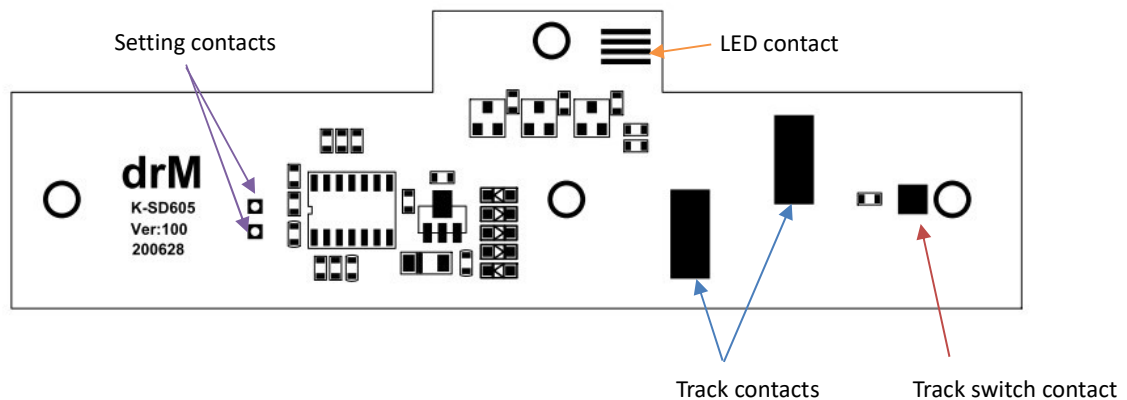 Setting contacts
LED contact
drM
K-SD605
Ver:100
200628
Track contacts
Track switch contact